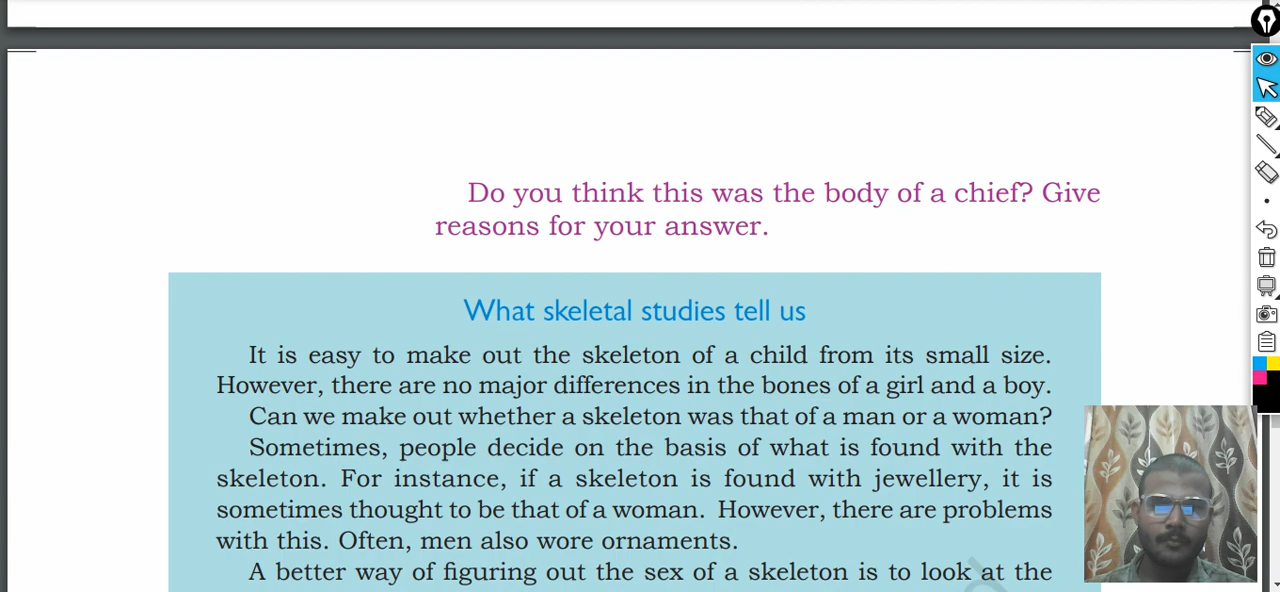 Do you think this was the body of a chief? Give
reasons for your answer.
What skeletal studies tell us
It is easy to make out the skeleton of a child from its small size.
However, there are no major differences in the bones of a girl and a boy.
Can we make out whether a skeleton was that of a man or a woman?
Sometimes, people decide on the basis of what is found with the
skeleton. For instance, if a skeleton is found with jewellery, it is
sometimes thought to be that of a woman. However, there are problems
with this. Often, men also wore ornaments.
A better way of figuring out the sex of a skeleton is to look at the